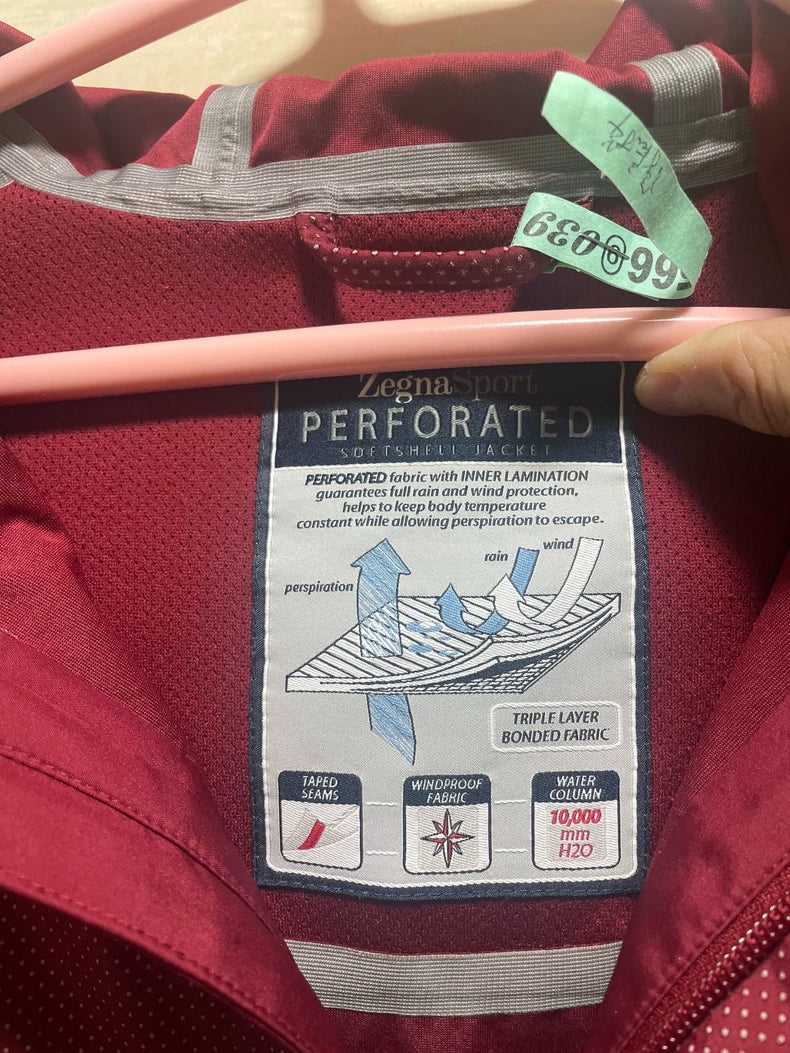 66⑥039
ZegnaSport
PERFORATED
SOFTSHELL JACKET
PERFORATED fabric with INNER LAMINATION
guarantees full rain and wind protection,
helps to keep body temperature
constant while allowing perspiration to escape.
wind
rain
perspiration
TRIPLE LAYER
BONDED FABRIC
TAPED
SEAMS
WINDPROOF
FABRIC
WATER
COLUMN
10,000
mm
H2O